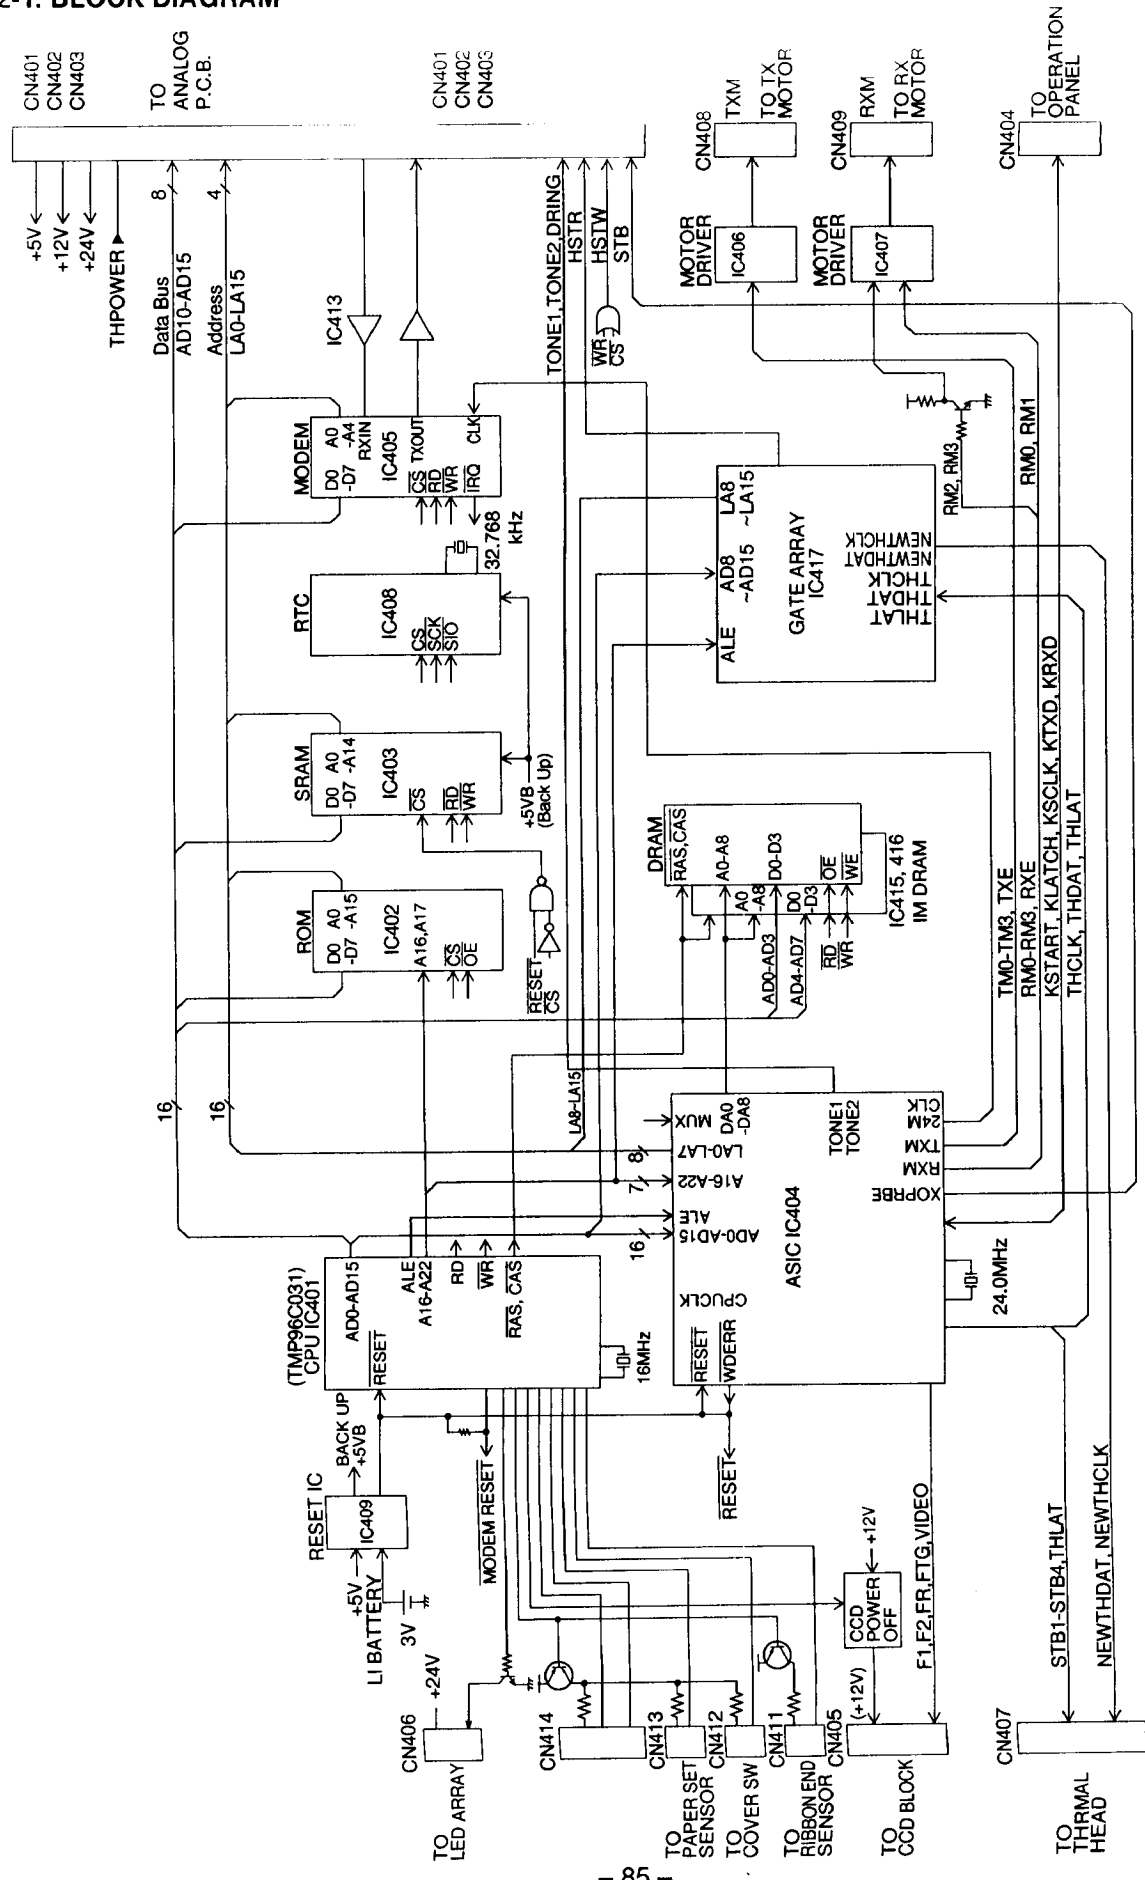 2-1. BLOCK DIAGRAM
CN401
CN402
CN403
TO
ANALOG
P.C.B.
CN401
CN402
CN403
+5V
+12V
+24V
THPOWER
8
Data Bus
AD10-AD15
4
Address
LA0-LA15
IC413
TONE1,TONE2,DRING
HSTR
HSTW
STB
WR
CS
CN408
TXM
TO TX
MOTOR
CN409
RXM
TO RX
MOTOR
CN404
TO
OPERATION
PANEL
MOTOR
DRIVER
IC406
MOTOR
DRIVER
IC407
MODEM
D0 A0
-D7 -A4
RXIN
IC405
TXOUT
CS
RD
WR
IRQ
CLK
32.768
kHz
RTC
IC408
CS
SCK
SIO
SRAM
D0 A0
-D7 -A14
IC403
CS
RD
WR
+5VB
(Back Up)
ROM
D0 A0
-D7 -A15
IC402
A16,A17
CS
OE
RESET
CS
LA8
~LA15
AD8
~AD15
ALE
GATE ARRAY
IC417
NEWTHCLK
NEWTHDAT
THCLK
THDAT
THLAT
RM2, RM3
RM0, RM1
DRAM
RAS,CAS
A0-A8
D0-D3
OE
WE
A0
-A8
D0
-D3
AD0-AD3
AD4-AD7
RD
WR
IC415, 416
IM DRAM
TM0-TM3, TXE
RM0-RM3, RXE
KSTART, KLATCH, KSCLK, KTXD, KRXD
THCLK, THDAT, THLAT
16
16
LA8-LA15
(TMP96C031)
CPU IC401
AD0-AD15
ALE
A16-A22
RD
WR
RAS, CAS
RESET
16MHz
8
7
16
MUX
DA0
-DA8
LA0-LA7
A16-A22
ALE
AD0-AD15
TONE1
TONE2
24M
CLK
TXM
RXM
XOPRBE
ASIC IC404
CPUCLK
RESET
WDERR
24.0MHz
RESET IC
IC409
BACK UP
+5VB
+5V
LI BATTERY
3V
MODEM RESET
RESET
CN406
+24V
TO
LED ARRAY
CN414
CN413
TO
PAPER SET
SENSOR
CN412
TO
COVER SW
CN411
TO
RIBBON END
SENSOR
CN405
TO
CCD BLOCK
(+12V)
CCD
POWER
OFF
+12V
F1,F2,FR,FTG,VIDEO
CN407
TO
THRMAL
HEAD
STB1-STB4,THLAT
NEWTHDAT, NEWTHCLK
– 85 –